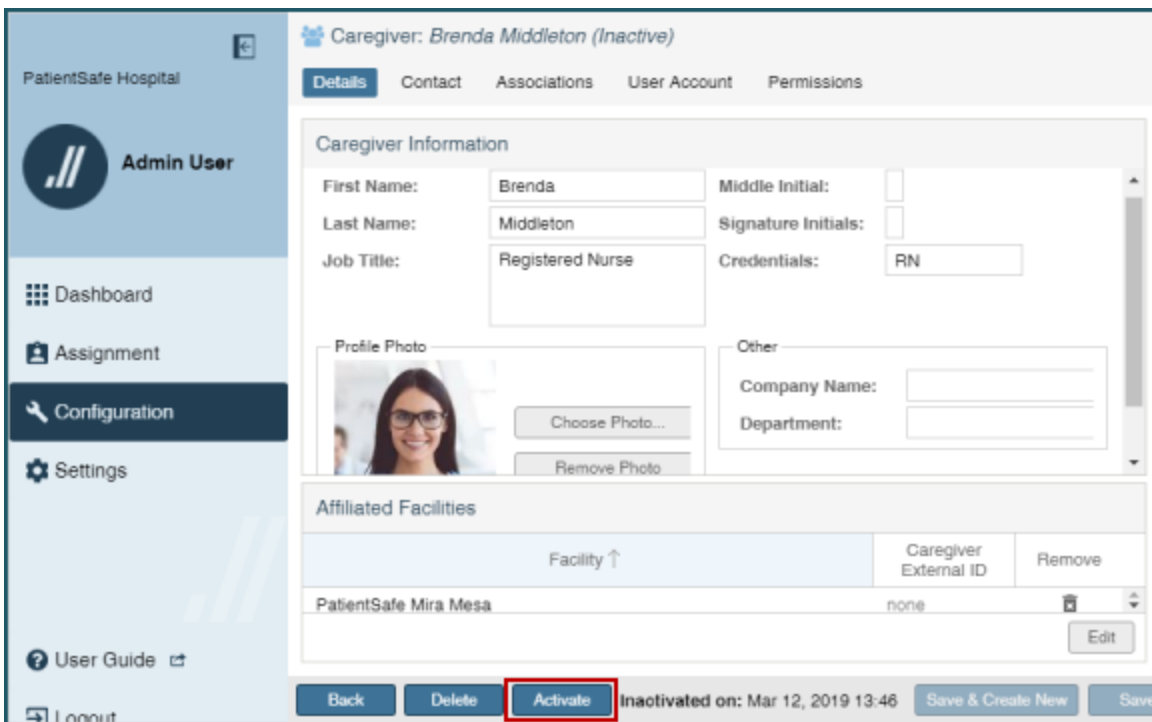 PatientSafe Hospital
Admin User
Dashboard
Assignment
Configuration
Settings
User Guide
Logout
Caregiver: Brenda Middleton (Inactive)
Details Contact Associations User Account Permissions
Caregiver Information
First Name: Brenda Middle Initial:
Last Name: Middleton Signature Initials:
Job Title: Registered Nurse Credentials: RN
Profile Photo Other
Company Name:
Choose Photo... Department:
Remove Photo
Affiliated Facilities
Facility ↑ Caregiver External ID Remove
PatientSafe Mira Mesa none
Edit
Back Delete Activate Inactivated on: Mar 12, 2019 13:46 Save & Create New Save